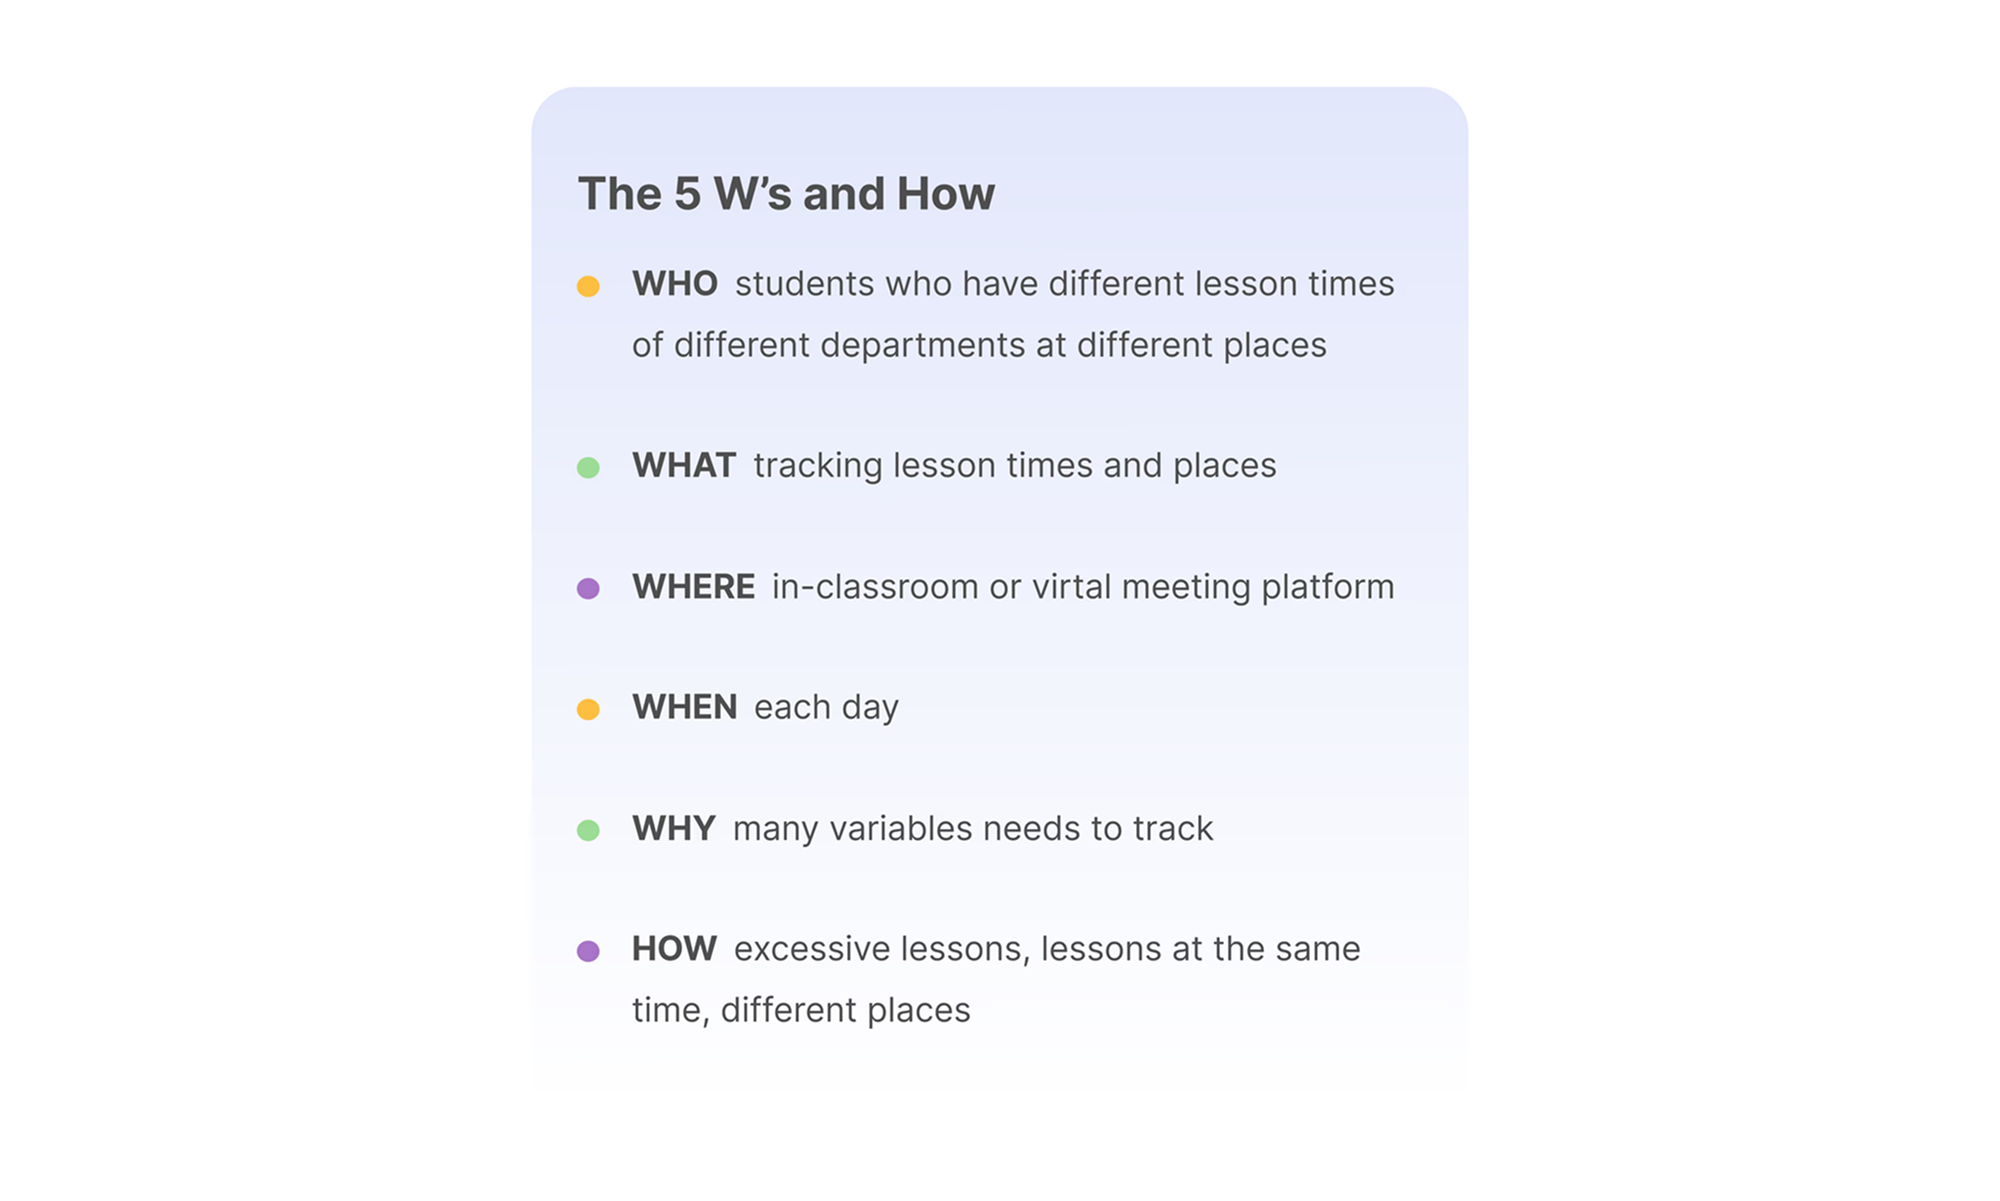 The 5 W’s and How
WHO students who have different lesson times
of different departments at different places
WHAT tracking lesson times and places
WHERE in-classroom or virtal meeting platform
WHEN each day
WHY many variables needs to track
HOW excessive lessons, lessons at the same
time, different places